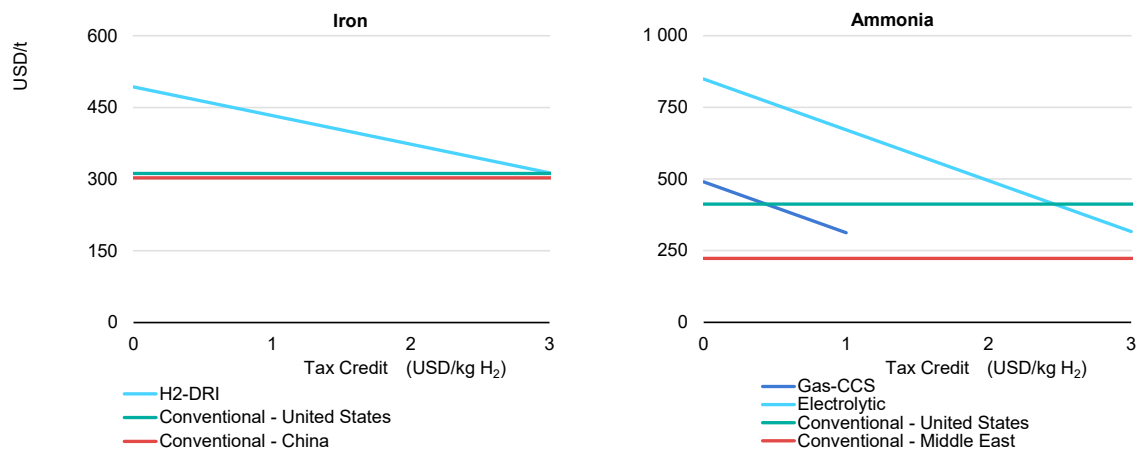 Iron
USD/t
600
450
300
150
0
0 1 2 3
Tax Credit (USD/kg H₂)
H2-DRI
Conventional - United States
Conventional - China
Ammonia
1 000
750
500
250
0
0 1 2 3
Tax Credit (USD/kg H₂)
Gas-CCS
Electrolytic
Conventional - United States
Conventional - Middle East